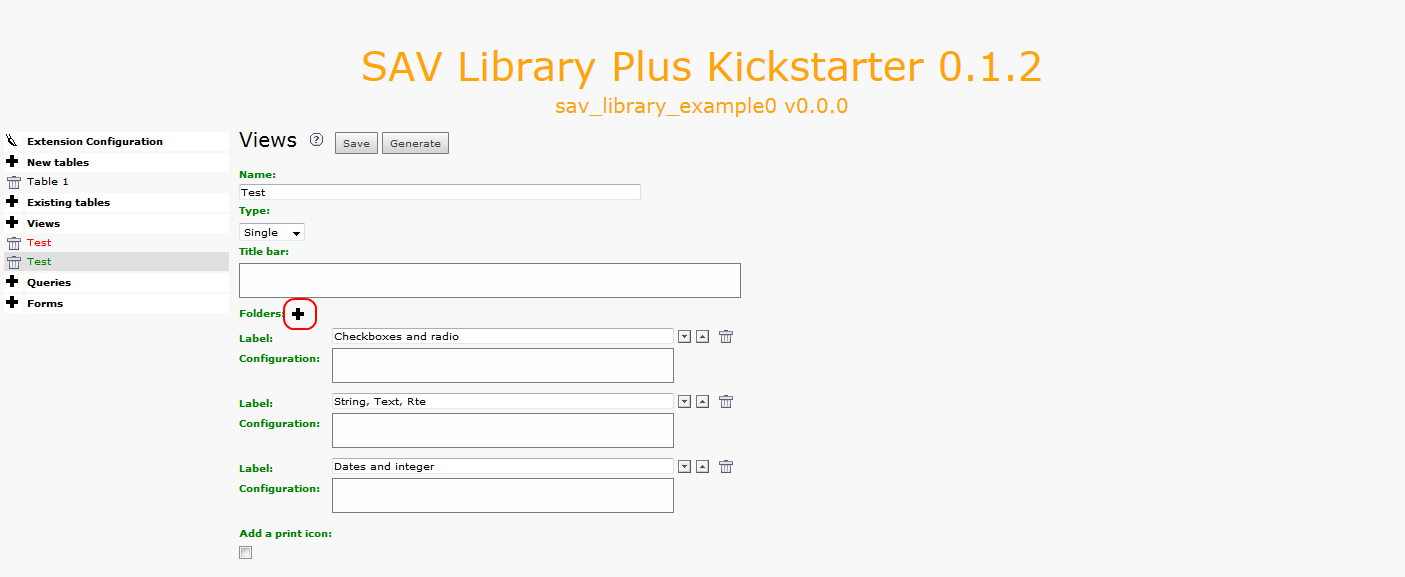 SAV Library Plus Kickstarter 0.1.2
sav_library_example0 v0.0.0
Extension Configuration
New tables
Table 1
Existing tables
Views
Test
Test
Queries
Forms
Views ? Save Generate
Name:
Test
Type:
Single
Title bar:
Folders:
Label: Checkboxes and radio
Configuration:
Label: String, Text, Rte
Configuration:
Label: Dates and integer
Configuration:
Add a print icon: